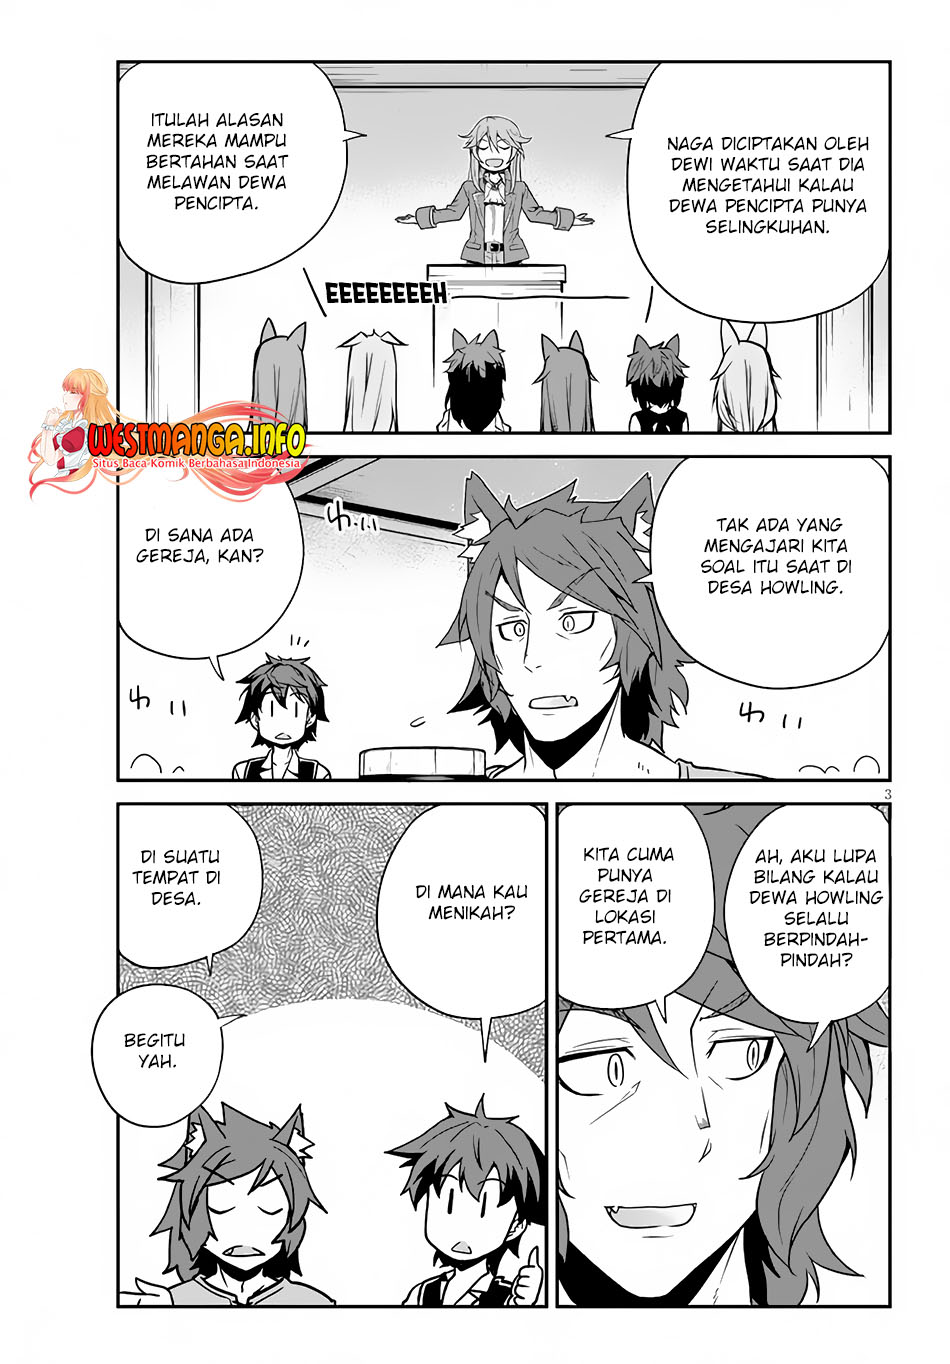 NAGA DICIPTAKAN OLEH
DEWI WAKTU SAAT DIA
MENGETAHUI KALAU
DEWA PENCIPTA PUNYA
SELINGKUHAN.
ITULAH ALASAN
MEREKA MAMPU
BERTAHAN SAAT
MELAWAN DEWA
PENCIPTA.
EEEEEEEEEH
WESTMANGA.INFO
Situs Baca Komik Berbahasa Indonesia
TAK ADA YANG
MENGAJARI KITA
SOAL ITU SAAT DI
DESA HOWLING.
DI SANA ADA
GEREJA, KAN?
3
AH, AKU LUPA
BILANG KALAU
DEWA HOWLING
SELALU
BERPINDAH-
PINDAH?
KITA CUMA
PUNYA
GEREJA DI
LOKASI
PERTAMA.
DI MANA KAU
MENIKAH?
DI SUATU
TEMPAT DI
DESA.
BEGITU
YAH.